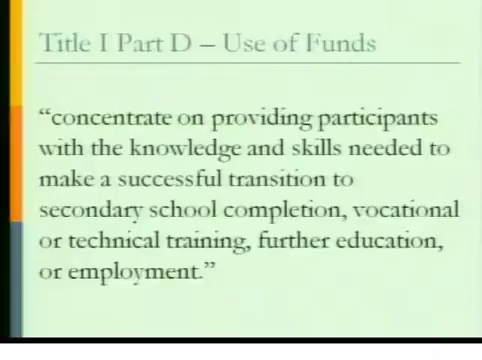 Title I Part D – Use of Funds
“concentrate on providing participants
with the knowledge and skills needed to
make a successful transition to
secondary school completion, vocational
or technical training, further education,
or employment.”